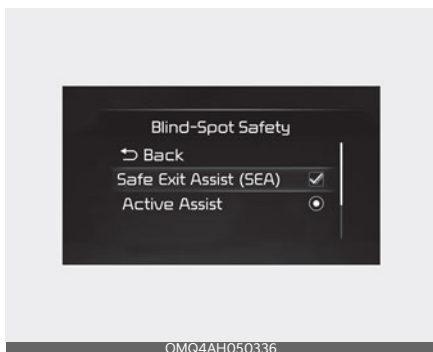 Blind-Spot Safety
Back
Safe Exit Assist (SEA)
Active Assist
OMQ4AH050336